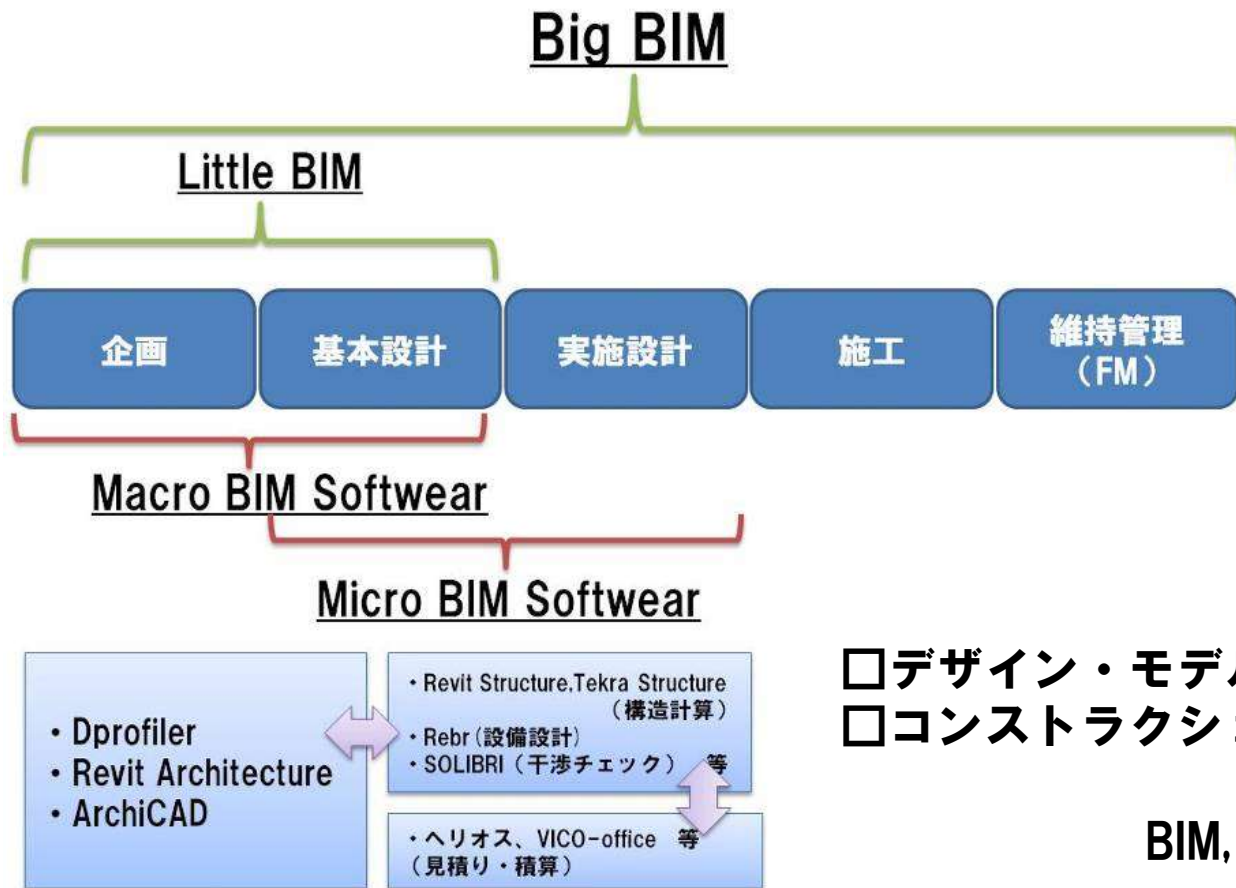 Big BIM
Little BIM
企画
基本設計
実施設計
施工
維持管理
（FM）
Macro BIM Softwear
Micro BIM Softwear
・Dprofiler
・Revit Architecture
・ArchiCAD
・Revit Structure.Tekra Structure
（構造計算）
・Rebr(設備設計)
・SOLIBRI（干渉チェック） 等
・ヘリオス、VICO-office 等
（見積り・積算）
□デザイン・モデ
□コンストラクシ
BIM,